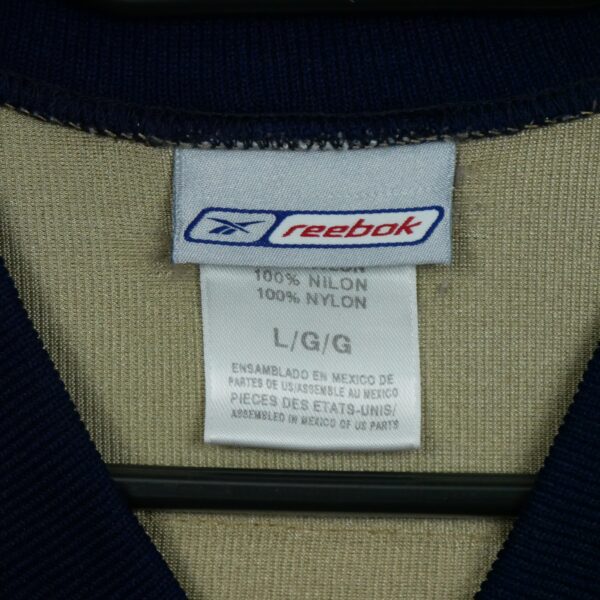 reebok
100% NILON
100% NYLON
L/G/G
ENSAMBLADO EN MEXICO DE
PARTES DE US/ASSEMBLE AU MEXICO
PIECES DES ETATS-UNIS/
ASSEMBLED IN MEXICO OF US PARTS